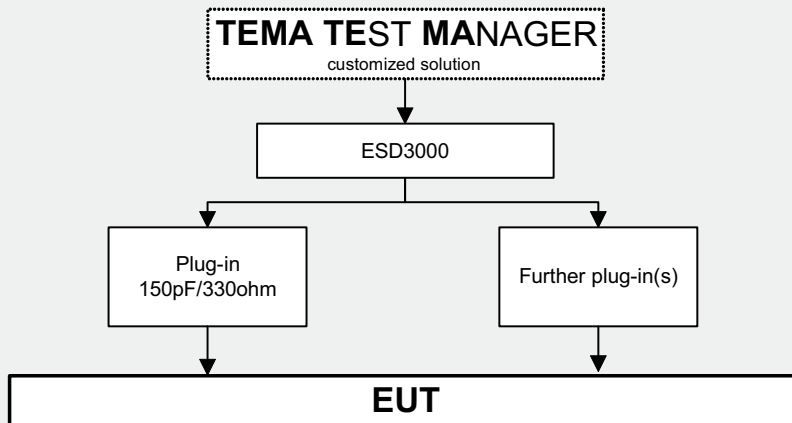 TEMA TEST MANAGER
customized solution
ESD3000
Plug-in
150pF/330ohm
Further plug-in(s)
EUT